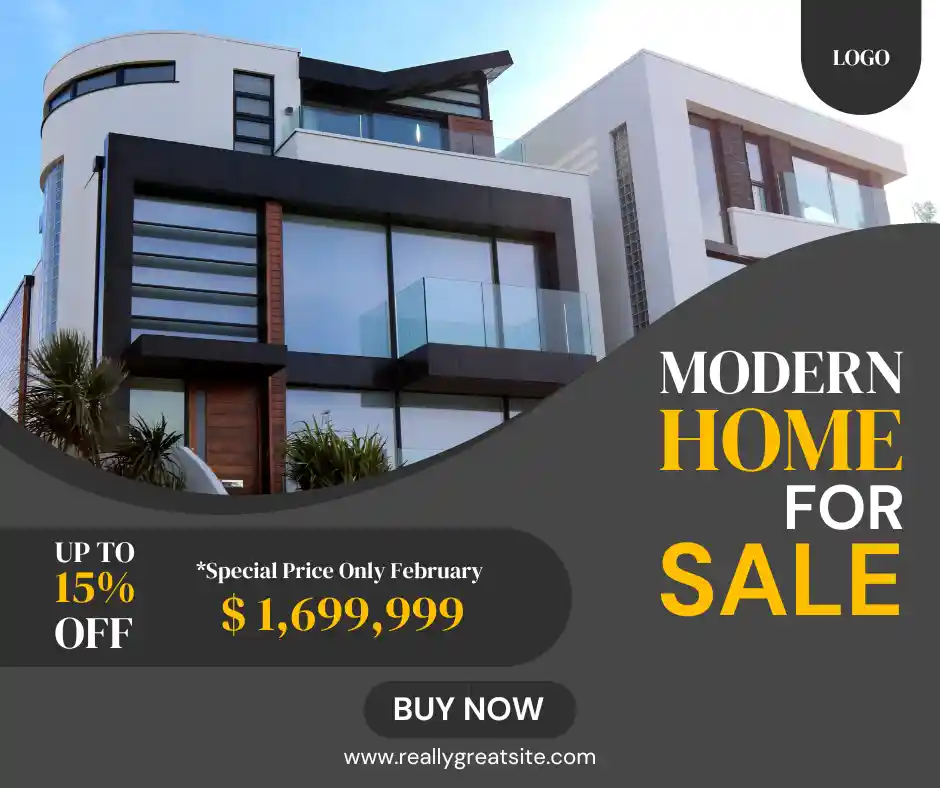 LOGO
MODERN
HOME
FOR
SALE
UP TO
15%
OFF
*Special Price Only February
$ 1,699,999
BUY NOW
www.reallygreatsite.com